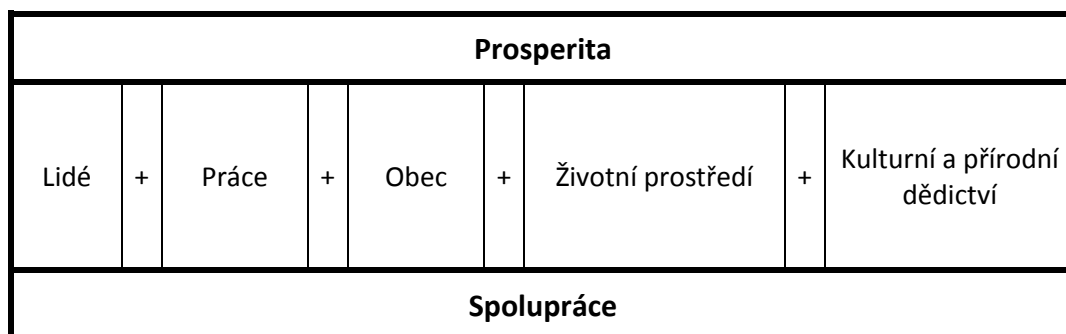 Prosperita
Lidé + Práce + Obec + Životní prostředí + Kulturní a přírodní
dědictví
Spolupráce